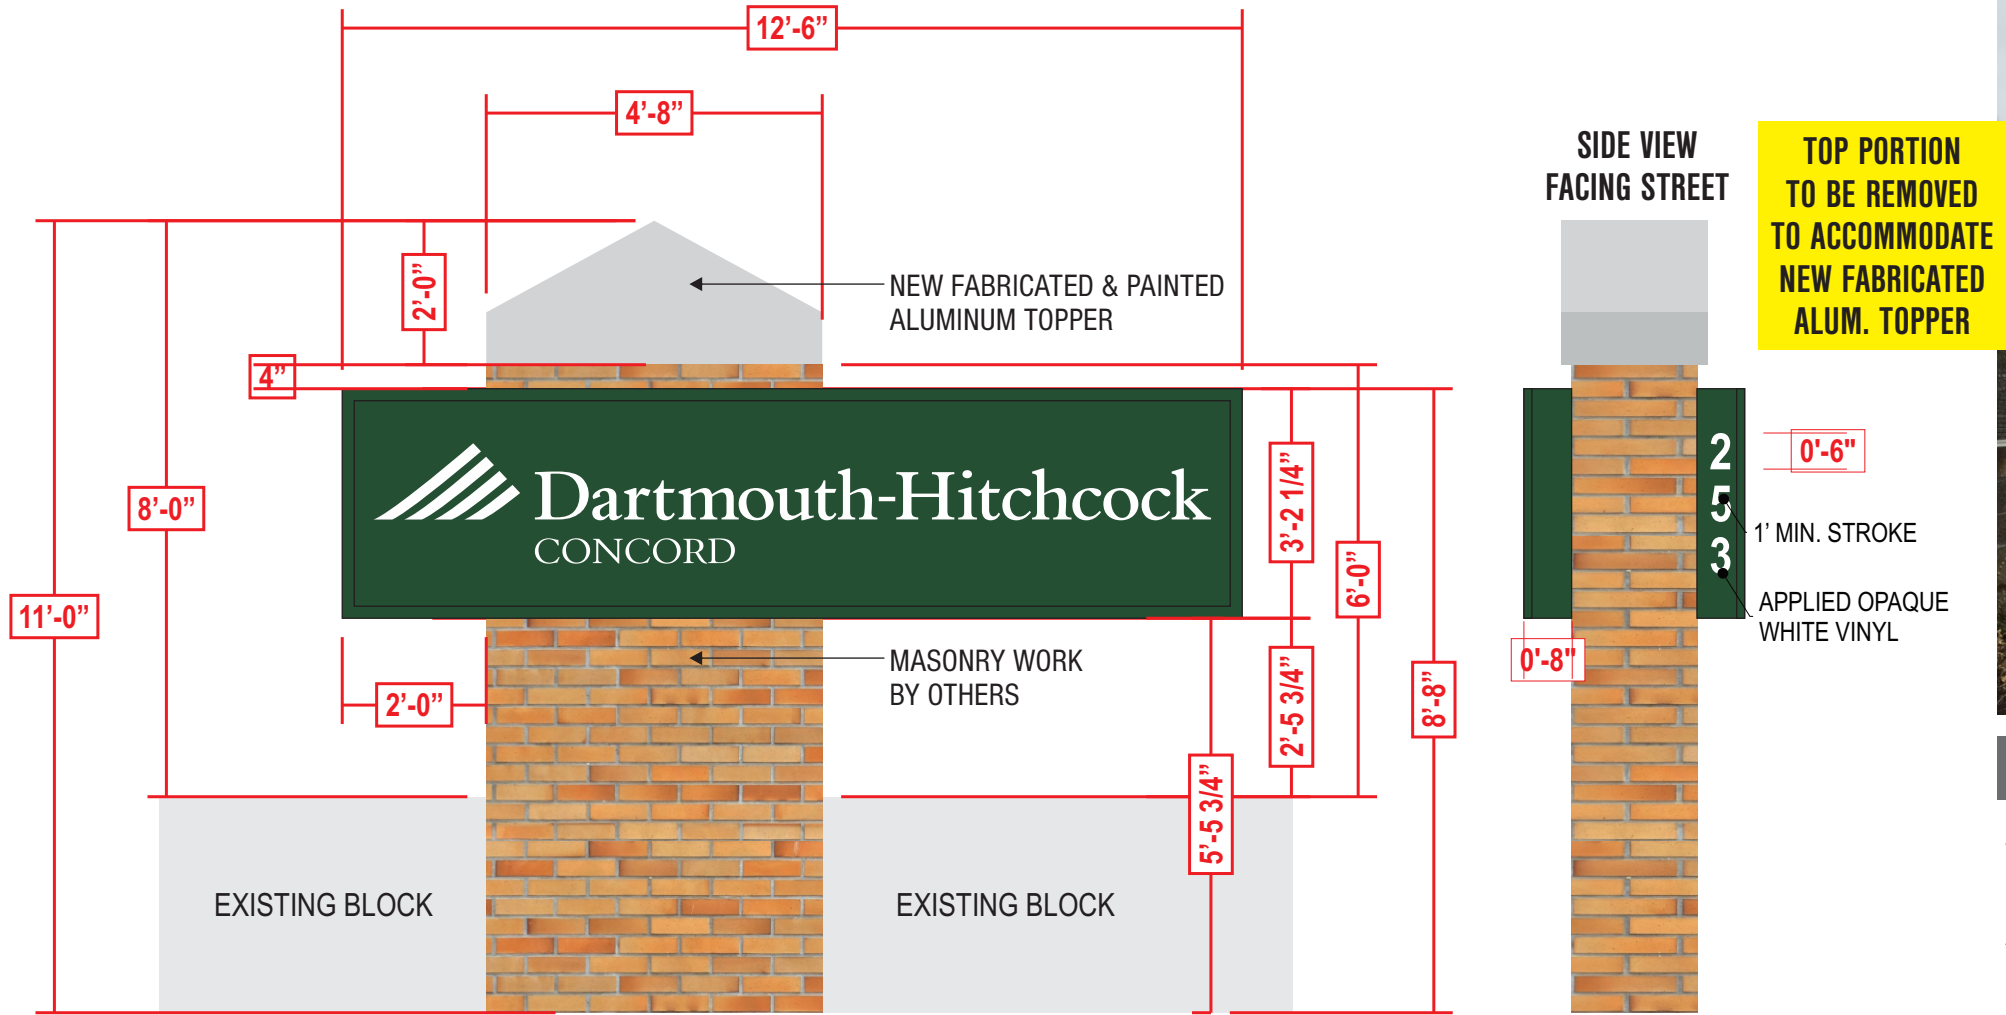 12’-6”
4’-8”
SIDE VIEW
FACING STREET
TOP PORTION
TO BE REMOVED
TO ACCOMMODATE
NEW FABRICATED
ALUM. TOPPER
2’-0”
NEW FABRICATED & PAINTED
ALUMINUM TOPPER
4”
8’-0”
11’-0”
Dartmouth-Hitchcock
CONCORD
3’-2 1/4”
6’-0”
2
5
3
0'-6"
1’ MIN. STROKE
APPLIED OPAQUE
WHITE VINYL
0'-8"
2’-0”
MASONRY WORK
BY OTHERS
2’-5 3/4”
8’-8”
5’-5 3/4”
EXISTING BLOCK
EXISTING BLOCK